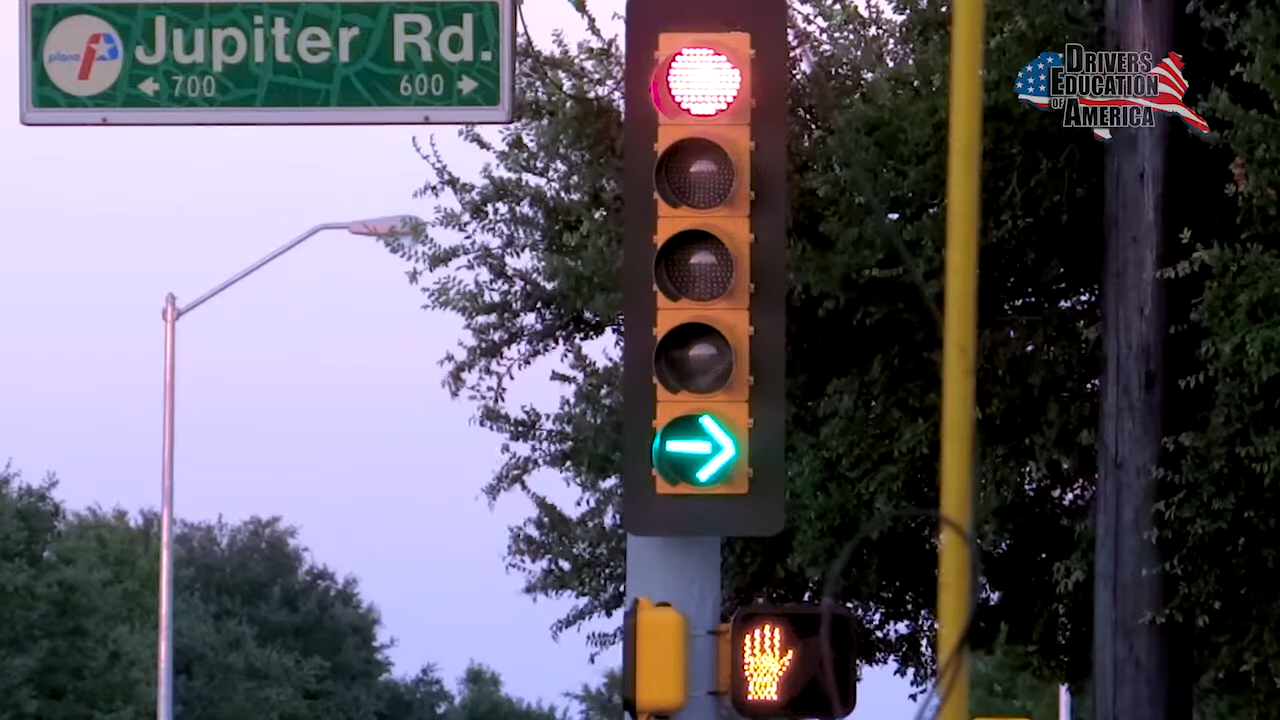 plano
Jupiter Rd.
700 600
DRIVERS
EDUCATION
OF
AMERICA